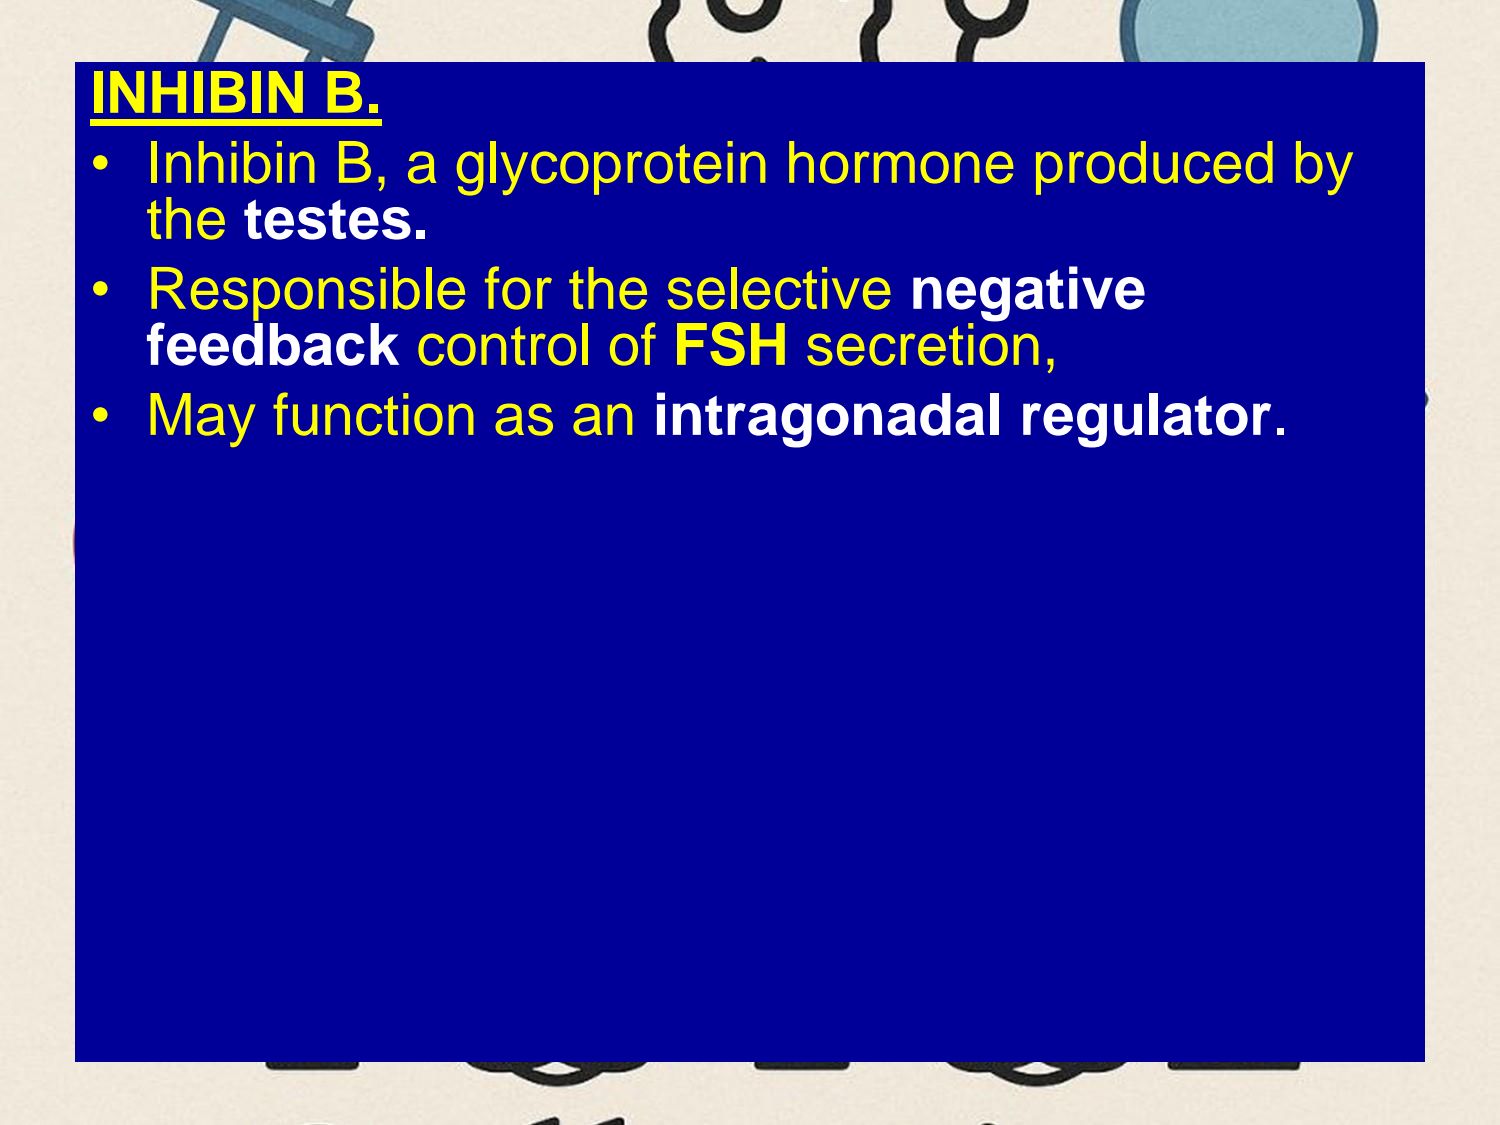 INHIBIN B.
• Inhibin B, a glycoprotein hormone produced by
the testes.
• Responsible for the selective negative
feedback control of FSH secretion,
• May function as an intragonadal regulator.